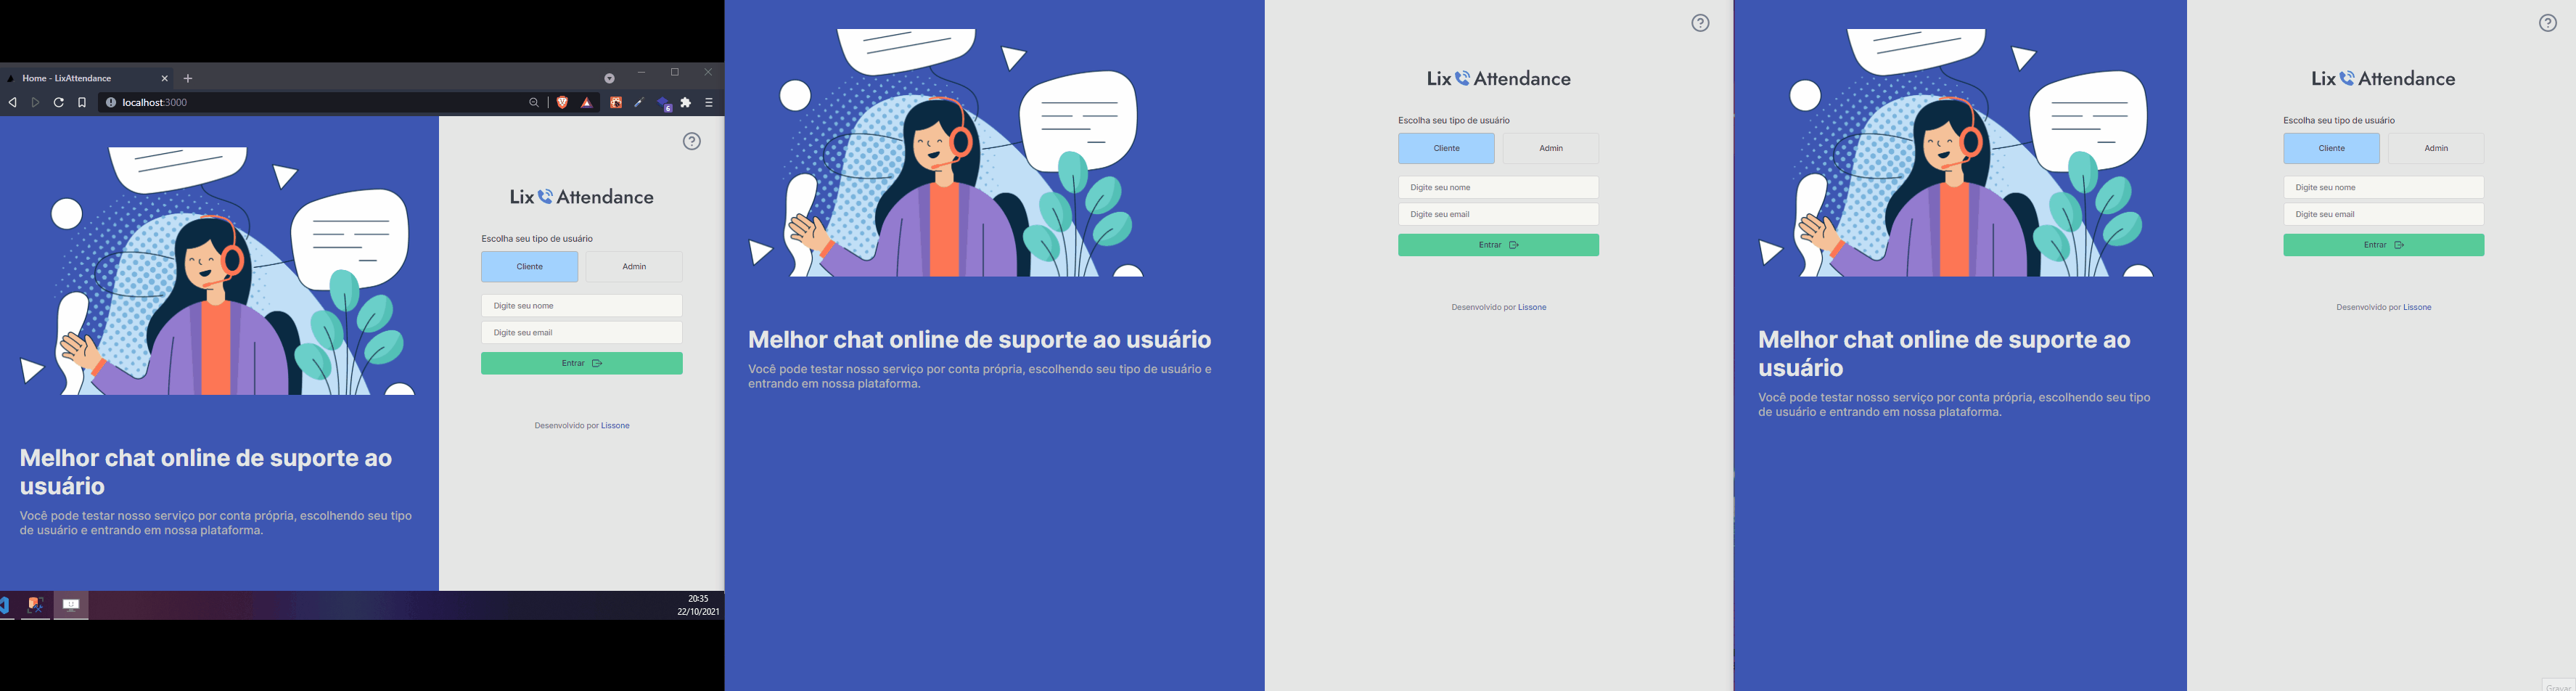 Home - LixAttendance
localhost:3000
6
Lix Attendance
Escolha seu tipo de usuário
Cliente Admin
Digite seu nome
Digite seu email
Entrar
Desenvolvido por Lissone
Melhor chat online de suporte ao
usuário
Você pode testar nosso serviço por conta própria, escolhendo seu tipo
de usuário e entrando em nossa plataforma.
20:35
22/10/2021
Lix Attendance
Escolha seu tipo de usuário
Cliente Admin
Digite seu nome
Digite seu email
Entrar
Desenvolvido por Lissone
Melhor chat online de suporte ao usuário
Você pode testar nosso serviço por conta própria, escolhendo seu tipo de usuário e
entrando em nossa plataforma.
Lix Attendance
Escolha seu tipo de usuário
Cliente Admin
Digite seu nome
Digite seu email
Entrar
Desenvolvido por Lissone
Melhor chat online de suporte ao
usuário
Você pode testar nosso serviço por conta própria, escolhendo seu tipo
de usuário e entrando em nossa plataforma.